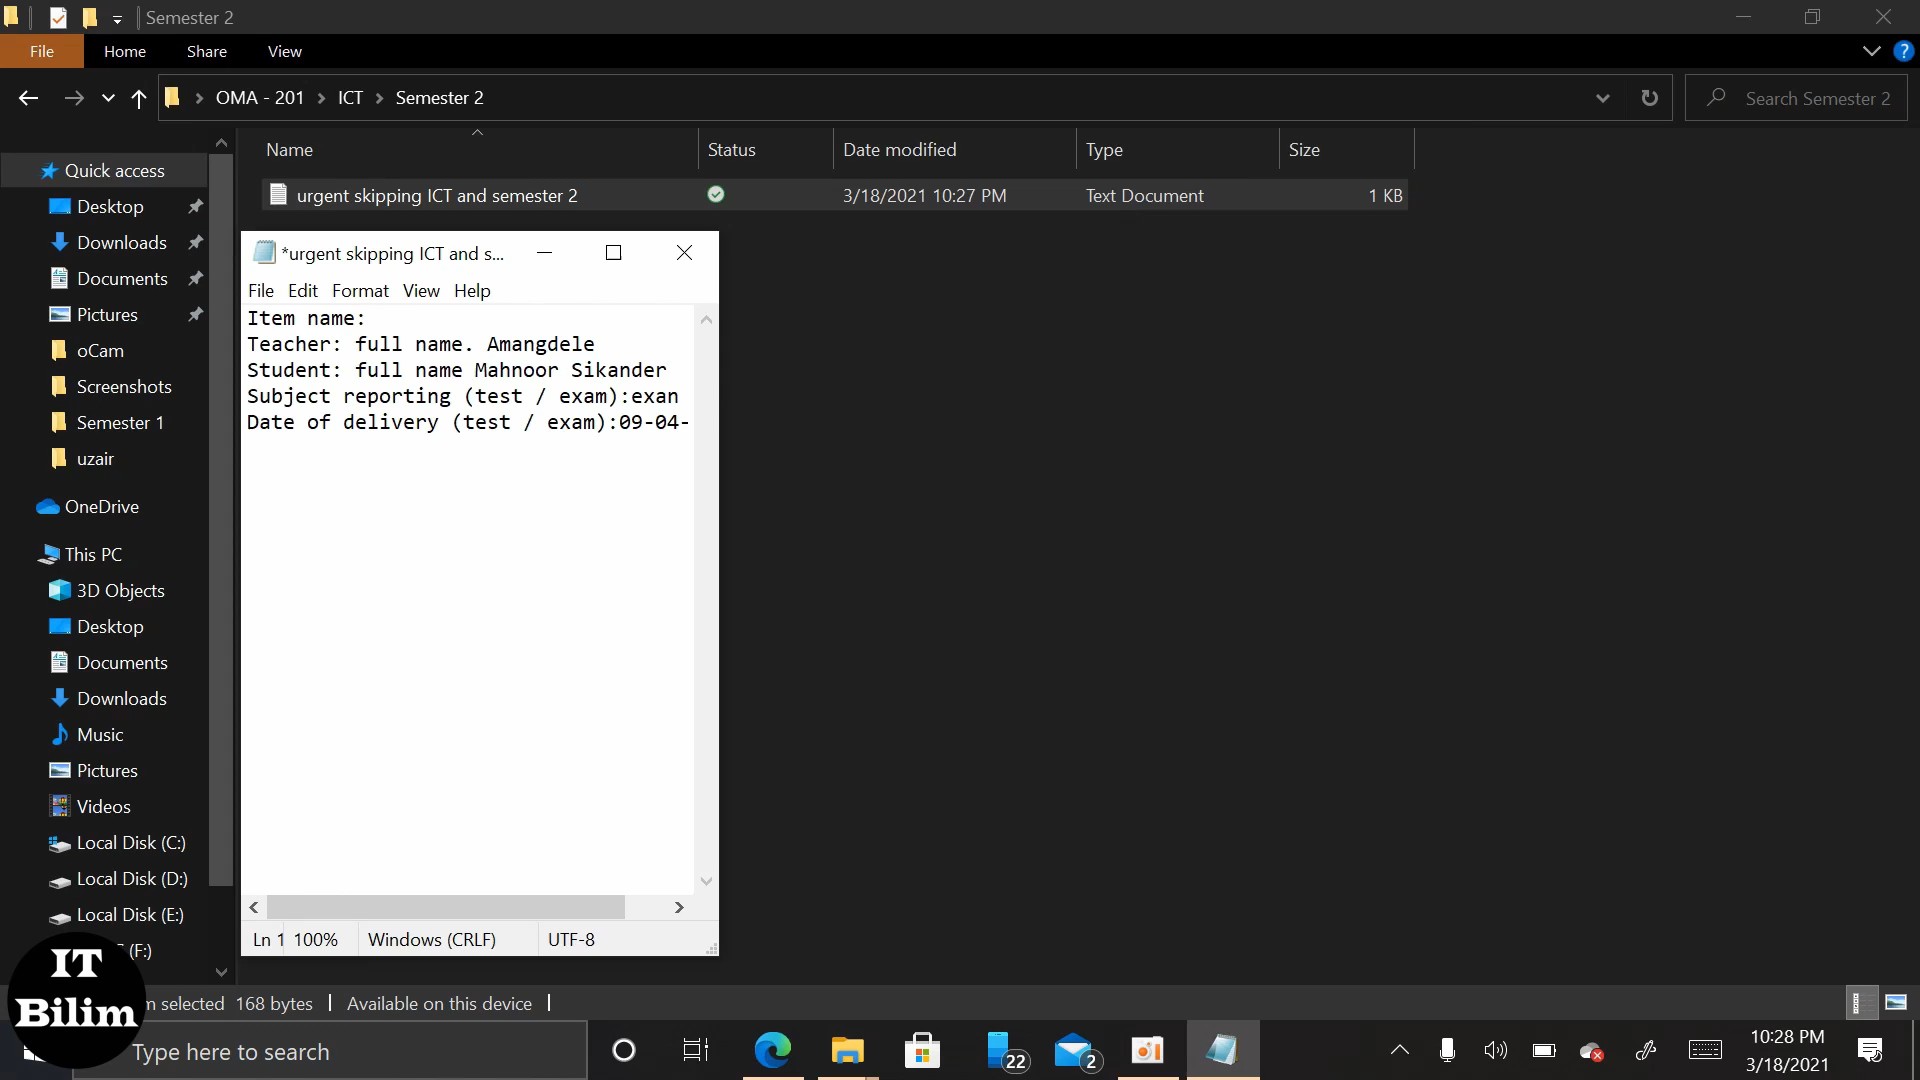 Semester 2
File Home Share View
OMA - 201 ICT Semester 2
Search Semester 2
Name Status Date modified Type Size
urgent skipping ICT and semester 2 3/18/2021 10:27 PM Text Document 1 KB
Quick access
Desktop
Downloads
Documents
Pictures
oCam
Screenshots
Semester 1
uzair
OneDrive
This PC
3D Objects
Desktop
Documents
Downloads
Music
Pictures
Videos
Local Disk (C:)
Local Disk (D:)
Local Disk (E:)
(F:)
*urgent skipping ICT and s...
File Edit Format View Help
Item name:
Teacher: full name. Amangdele
Student: full name Mahnoor Sikander
Subject reporting (test / exam):exan
Date of delivery (test / exam):09-04-
Ln 1 100% Windows (CRLF) UTF-8
selected 168 bytes Available on this device
IT
Bilim
Type here to search
22
2
10:28 PM
3/18/2021